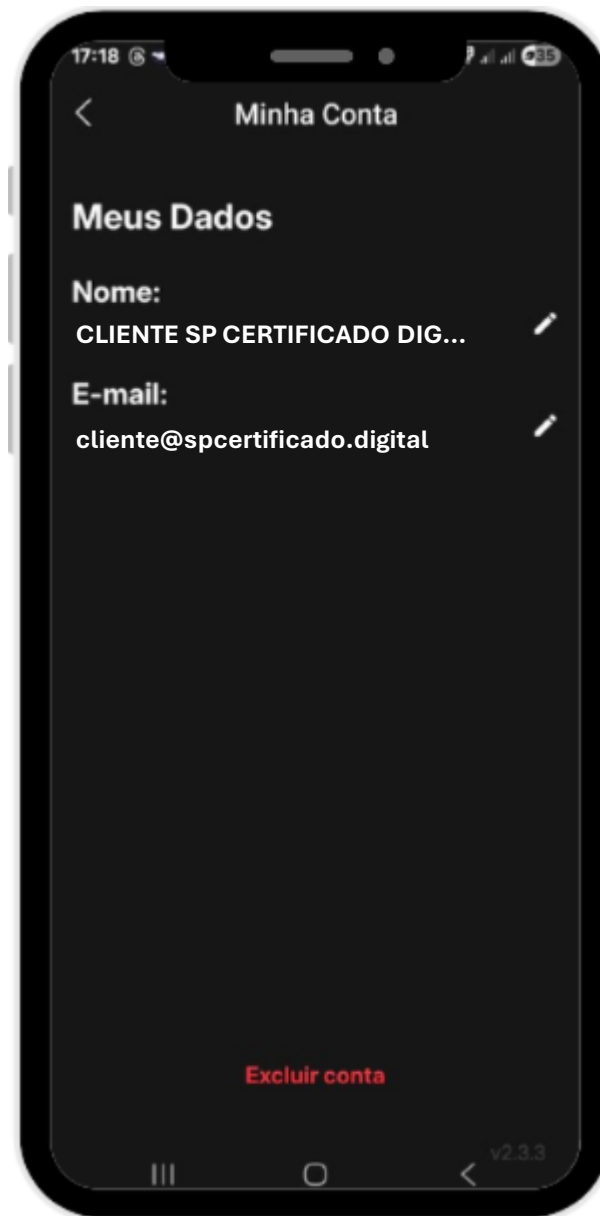 17:18
Minha Conta
Meus Dados
Nome:
CLIENTE SP CERTIFICADO DIG...
E-mail:
cliente@spcertificado.digital
Excluir conta
v2.3.3